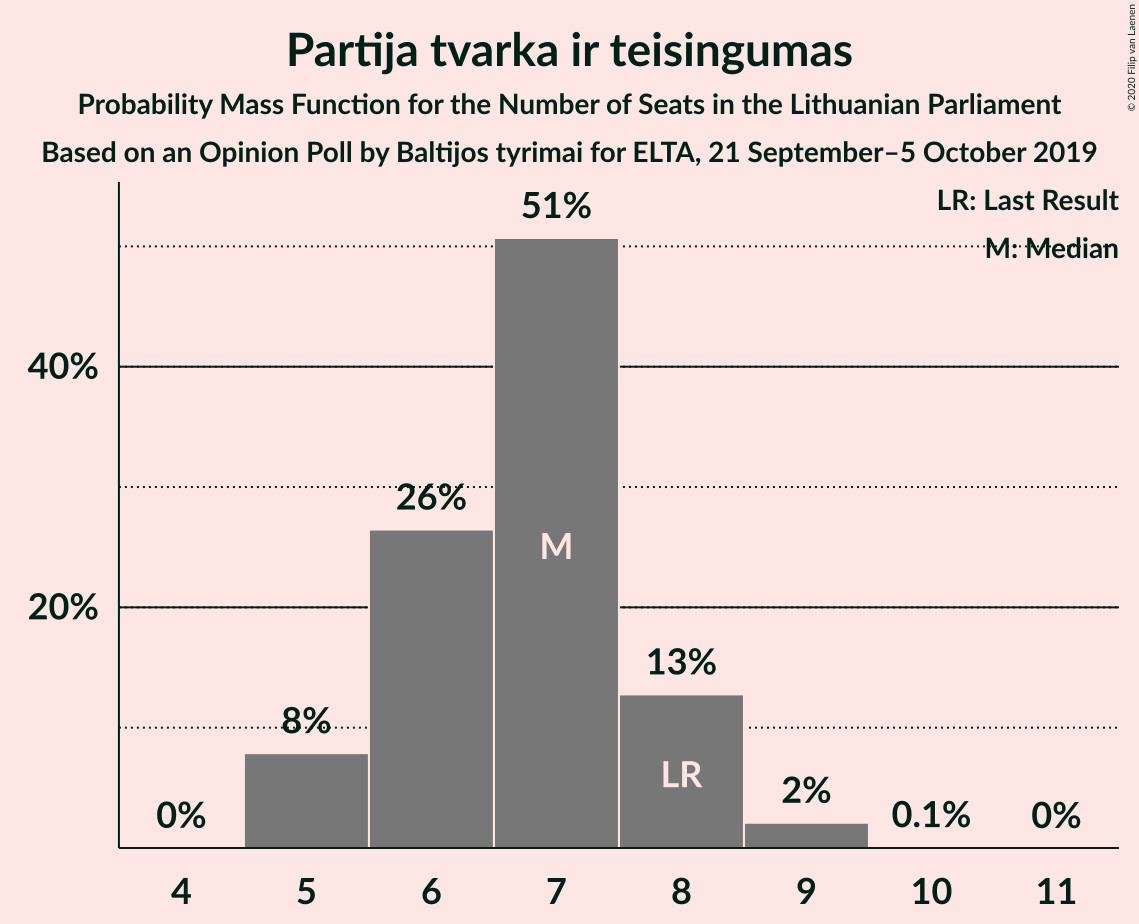 Partija tvarka ir teisingumas
Probability Mass Function for the Number of Seats in the Lithuanian Parliament
Based on an Opinion Poll by Baltijos tyrimai for ELTA, 21 September–5 October 2019
© 2020 Filip van Laenen
LR: Last Result
M: Median
51%
40%
26%
M
20%
13%
8%
LR
2%
0%
0.1%
0%
4 5 6 7 8 9 10 11